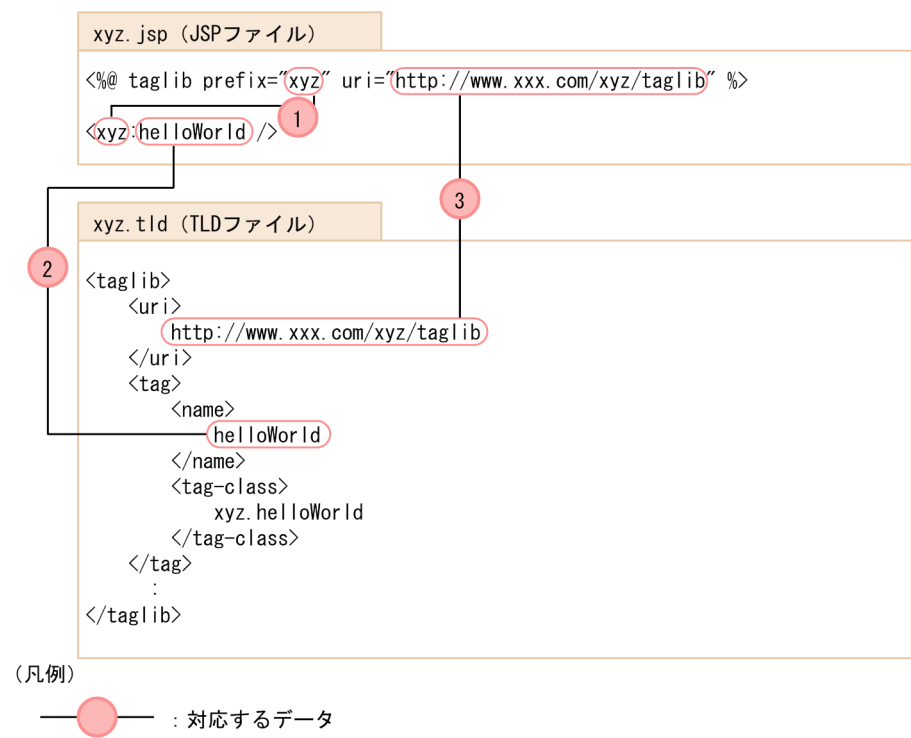 xyz.jsp（JSPファイル）
<%@ taglib prefix="xyz" uri="http://www.xxx.com/xyz/taglib" %>
1
<xyz:helloWorld />
3
xyz.tld（TLDファイル）
2
<taglib>
<uri>
http://www.xxx.com/xyz/taglib
</uri>
<tag>
<name>
helloWorld
</name>
<tag-class>
xyz.helloWorld
</tag-class>
</tag>
:
</taglib>
（凡例）
：対応するデータ